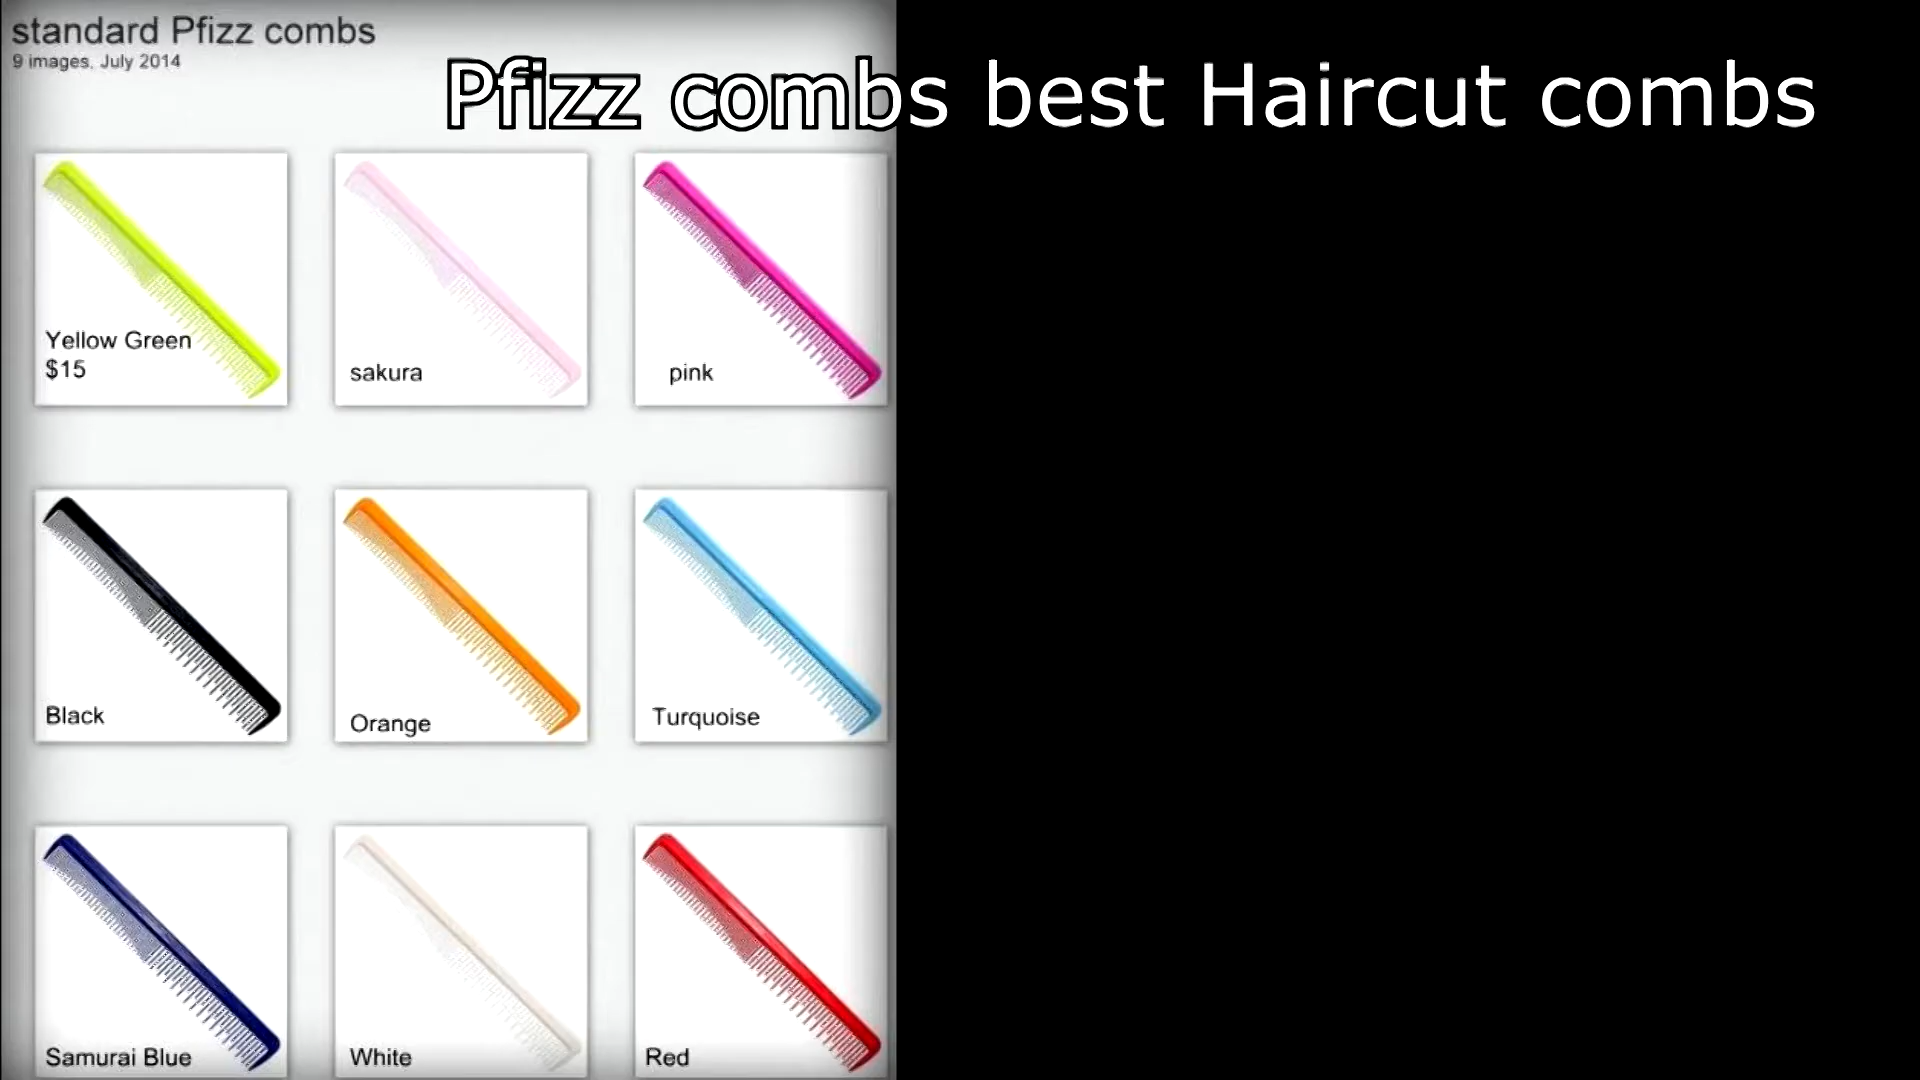 standard Pfizz combs
9 images, July 2014
Pfizz combs best Haircut combs
Yellow Green
$15
sakura
pink
Black
Orange
Turquoise
Samurai Blue
White
Red